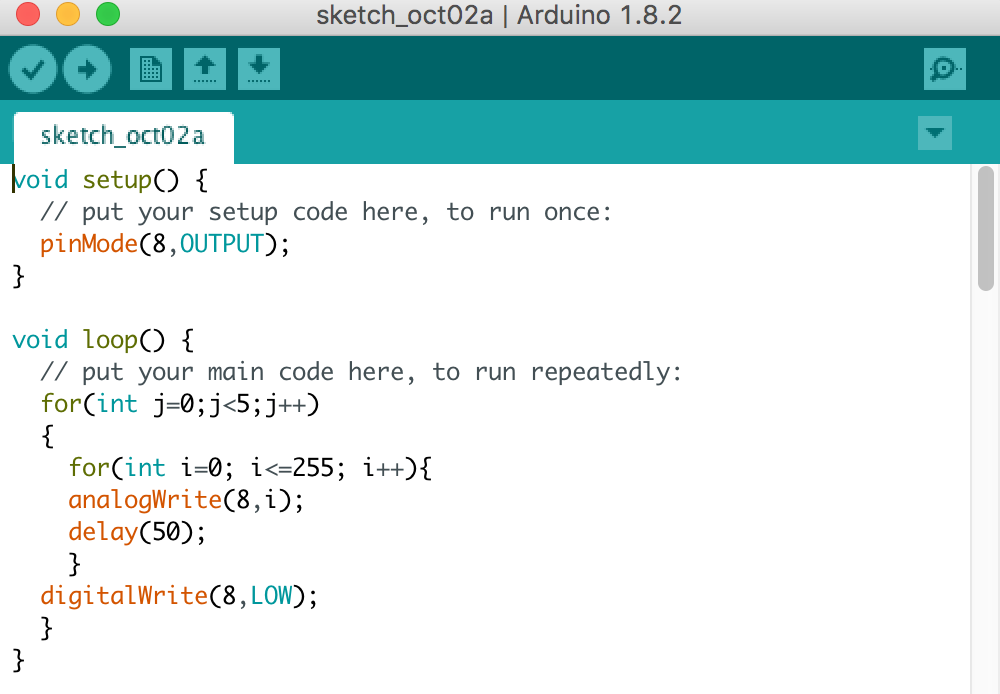 sketch_oct02a | Arduino 1.8.2
sketch_oct02a
void setup() {
  // put your setup code here, to run once:
  pinMode(8,OUTPUT);
}

void loop() {
  // put your main code here, to run repeatedly:
  for(int j=0;j<5;j++)
  {
    for(int i=0; i<=255; i++){
    analogWrite(8,i);
    delay(50);
    }
  digitalWrite(8,LOW);
  }
}